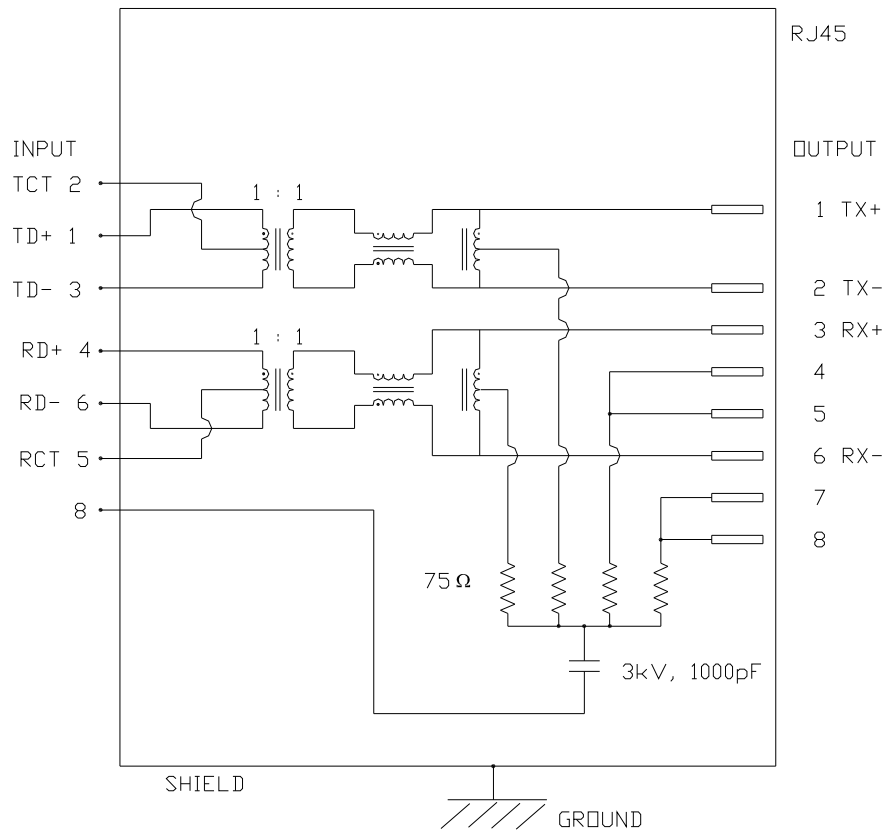 RJ45
INPUT
OUTPUT
TCT 2
1 : 1
1 TX+
TD+ 1
TD- 3
2 TX-
1 : 1
3 RX+
RD+ 4
4
RD- 6
5
RCT 5
6 RX-
7
8
8
75Ω
3kV, 1000pF
SHIELD
GROUND